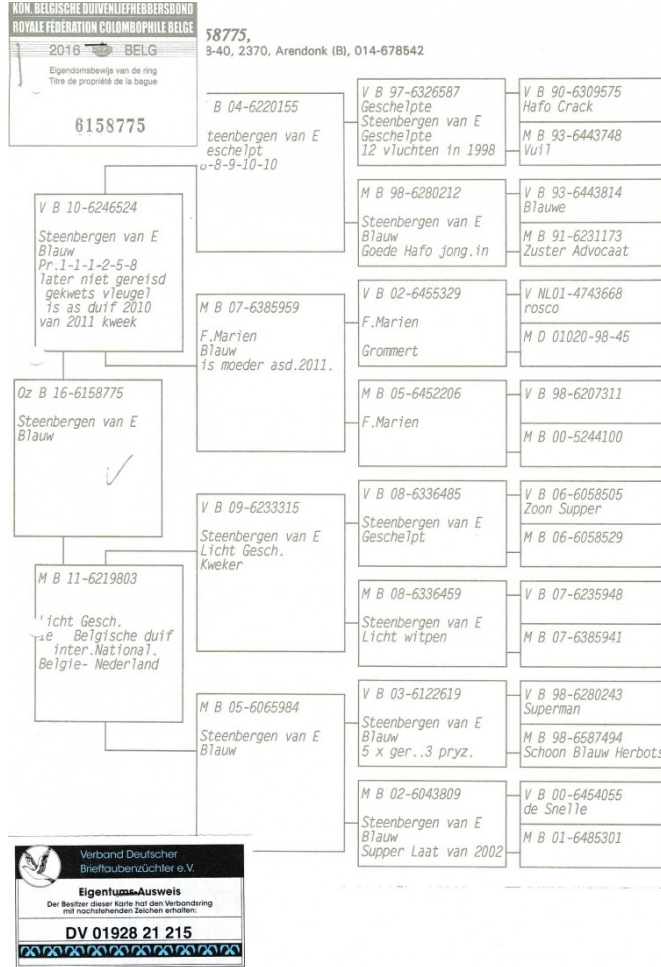 KON. BELGISCHE DUIVENLIEFHEBBERSBOND
ROYALE FÉDÉRATION COLOMBOPHILE BELGE
2016 BELG
Eigendomsbewijs van de ring
Titre de propriété de la bague
6158775
58775,
B-40, 2370, Arendonk (B), 014-678542
Oz B 16-6158775
Steenbergen van E
Blauw
V B 10-6246524
Steenbergen van E
Blauw
Pr.1-1-1-2-5-8
later niet gereisd
gekwets vleugel
is as duif 2010
van 2011 kweek
M B 11-6219803
icht Gesch.
1e Belgische duif
inter.National.
Belgie- Nederland
B 04-6220155
teenbergen van E
eschelpt
-8-9-10-10
M B 07-6385959
F.Marien
Blauw
is moeder asd.2011.
V B 09-6233315
Steenbergen van E
Licht Gesch.
Kweker
M B 05-6065984
Steenbergen van E
Blauw
V B 97-6326587
Geschelpte
Steenbergen van E
Geschelpte
12 vluchten in 1998
M B 98-6280212
Steenbergen van E
Blauw
Goede Hafo jong.in
V B 02-6455329
F.Marien
Grommert
M B 05-6452206
F.Marien
V B 08-6336485
Steenbergen van E
Geschelpt
M B 08-6336459
Steenbergen van E
Licht witpen
V B 03-6122619
Steenbergen van E
Blauw
5 x ger..3 pryz.
M B 02-6043809
Steenbergen van E
Blauw
Supper Laat van 2002
V B 90-6309575
Hafo Crack
M B 93-6443748
Vuil
V B 93-6443814
Blauwe
M B 91-6231173
Zuster Advocaat
V NL01-4743668
rosco
M D 01020-98-45
V B 98-6207311
M B 00-5244100
V B 06-6058505
Zoon Supper
M B 06-6058529
V B 07-6235948
M B 07-6385941
V B 98-6280243
Superman
M B 98-6587494
Schoon Blauw Herbots
V B 00-6454055
de Snelle
M B 01-6485301
Verband Deutscher
Brieftaubenzüchter e.V.
Eigentums-Ausweis
Der Besitzer dieser Karte hat den Verbandsring
mit nachstehenden Zeichen erhalten:
DV 01928 21 215